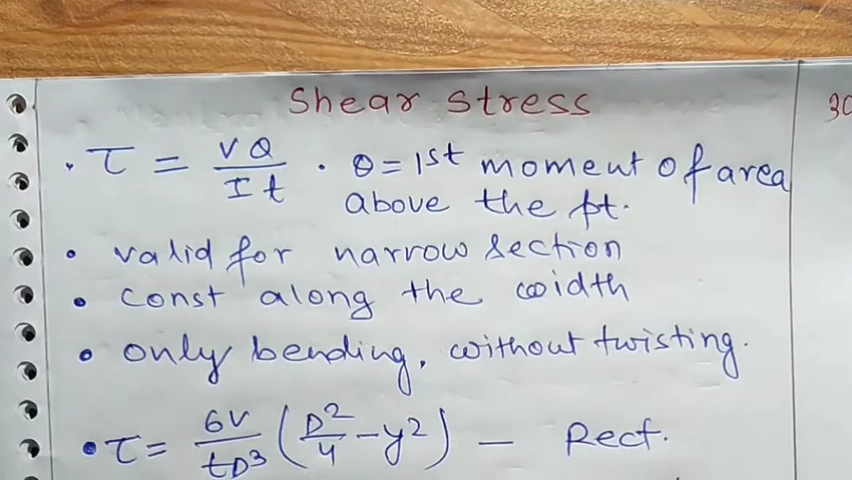 Shear stress
30
• τ = VQ/It • Q = 1st moment of area
above the pt.
• valid for narrow section
• const along the width
• only bending, without twisting.
• τ = 6V/tD³ (D²/4 - y²) — Rect.